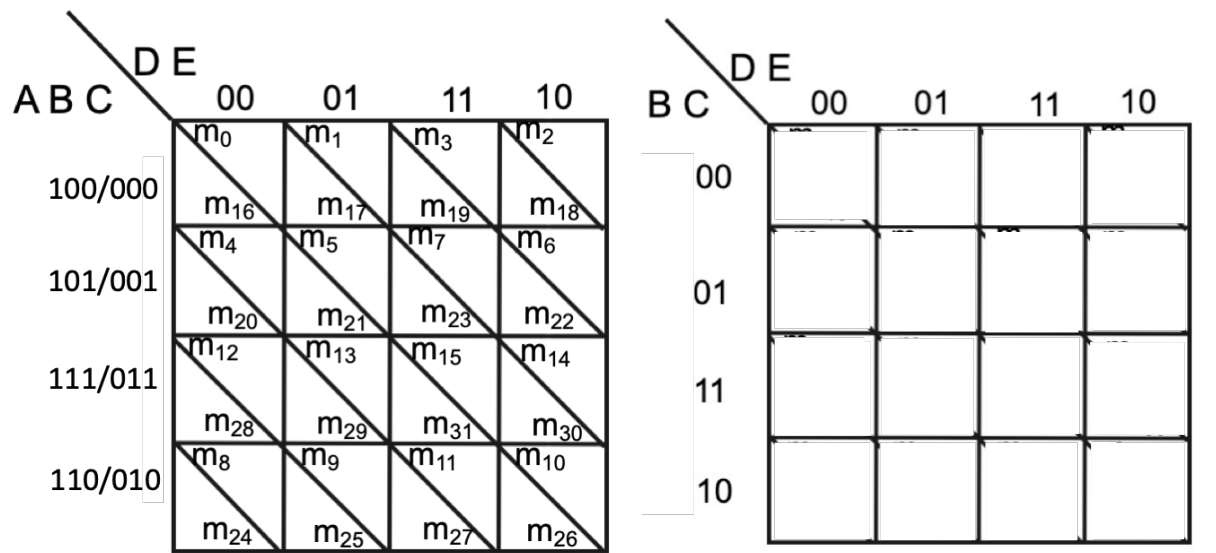 D E
A B C 00 01 11 10
m0 m1 m3 m2
100/000
m16 m17 m19 m18
m4 m5 m7 m6
101/001
m20 m21 m23 m22
m12 m13 m15 m14
111/011
m28 m29 m31 m30
m8 m9 m11 m10
110/010
m24 m25 m27 m26
D E
B C 00 01 11 10
00
01
11
10